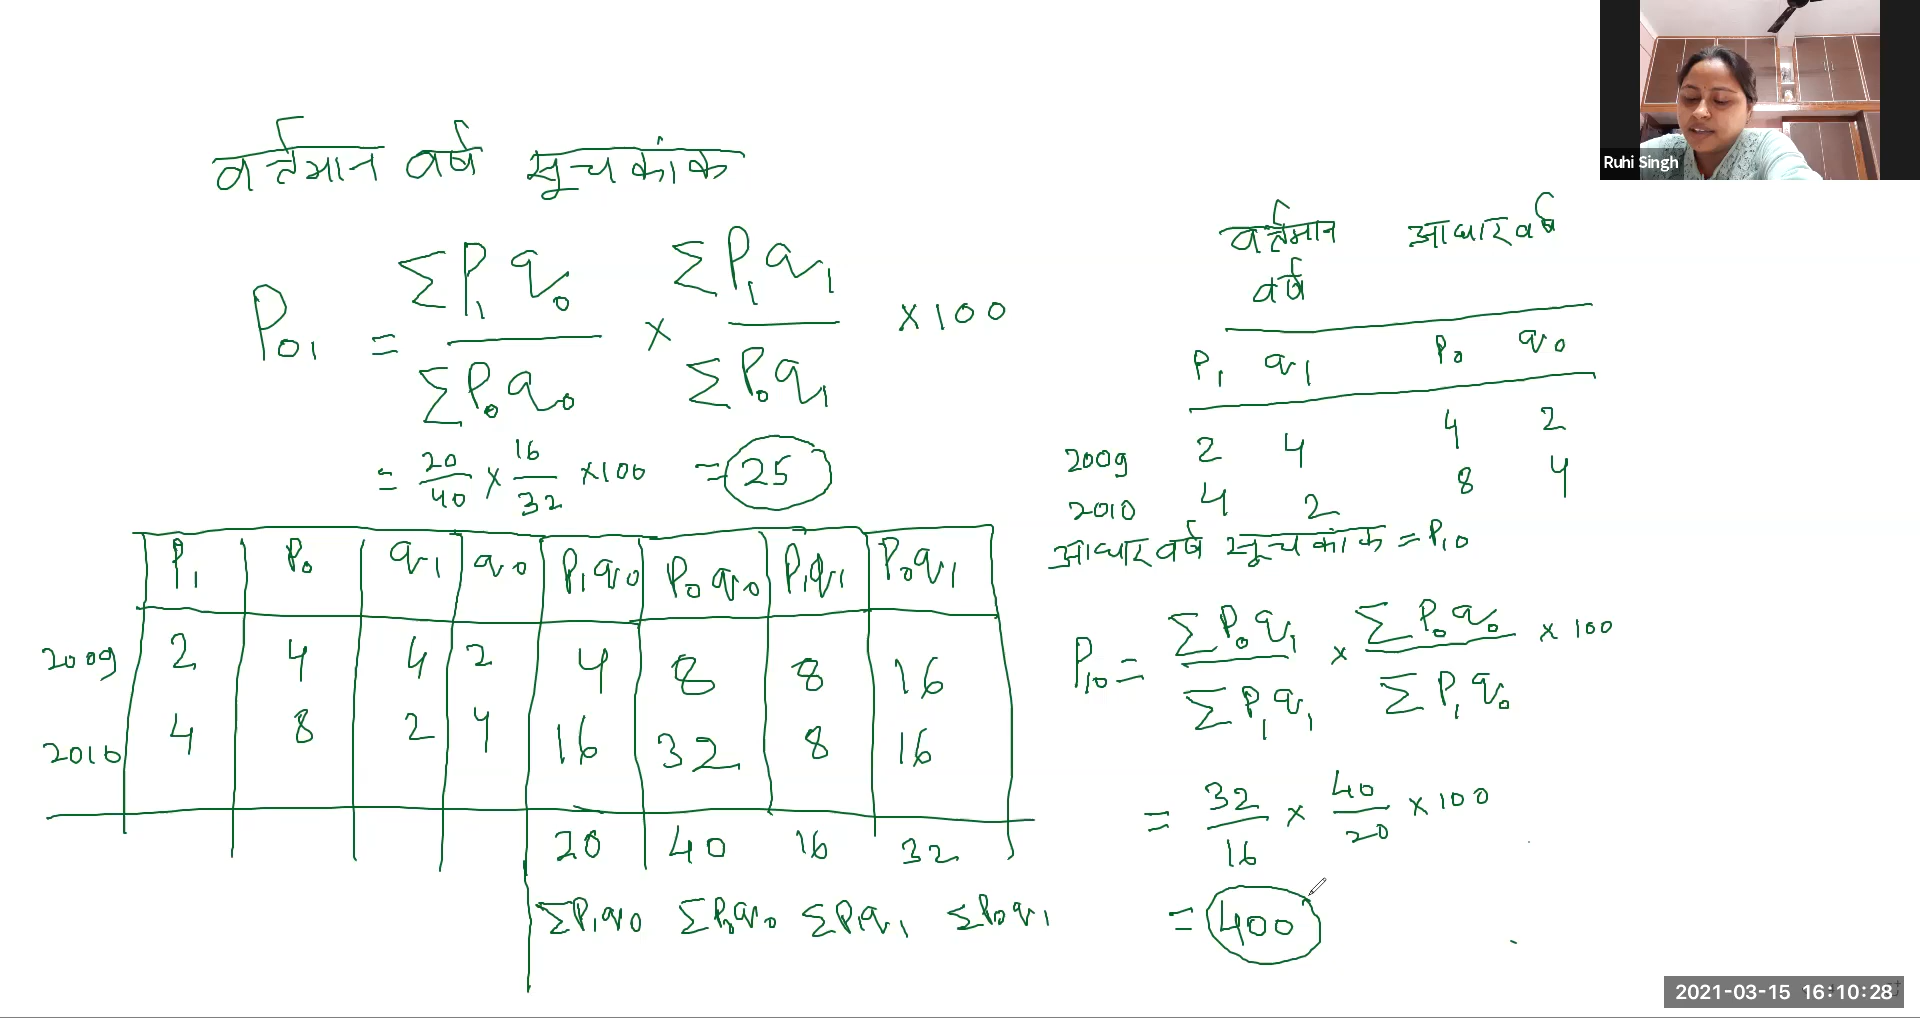 वर्तमान वर्ष सूचकांक
P01 = ΣP1q0 / ΣP0q0 × ΣP1q1 / ΣP0q1 × 100
= 20/40 × 16/32 × 100 = 25
P1 P0 q1 q0 P1q0 P0q0 P1q1 P0q1
2009 2 4 4 2 4 8 8 16
2010 4 8 2 4 16 32 8 16
20 40 16 32
ΣP1q0 ΣP0q0 ΣP1q1 ΣP0q1
Ruhi Singh
वर्तमान आधार वर्ष
वर्ष
P1 q1 P0 q0
2009 2 4 4 2
2010 4 2 8 4
आधार वर्ष सूचकांक = P10
P10 = ΣP0q1 / ΣP1q1 × ΣP0q0 / ΣP1q0 × 100
= 32/16 × 40/20 × 100
= 400
2021-03-15 16:10:28